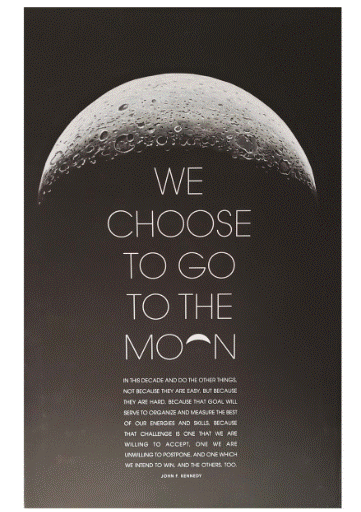 WE
CHOOSE
TO GO
TO THE
MOON
IN THIS DECADE AND DO THE OTHER THINGS,
NOT BECAUSE THEY ARE EASY, BUT BECAUSE
THEY ARE HARD, BECAUSE THAT GOAL WILL
SERVE TO ORGANIZE AND MEASURE THE BEST
OF OUR ENERGIES AND SKILLS, BECAUSE
THAT CHALLENGE IS ONE THAT WE ARE
WILLING TO ACCEPT, ONE WE ARE
UNWILLING TO POSTPONE, AND ONE WHICH
WE INTEND TO WIN, AND THE OTHERS, TOO.
JOHN F. KENNEDY